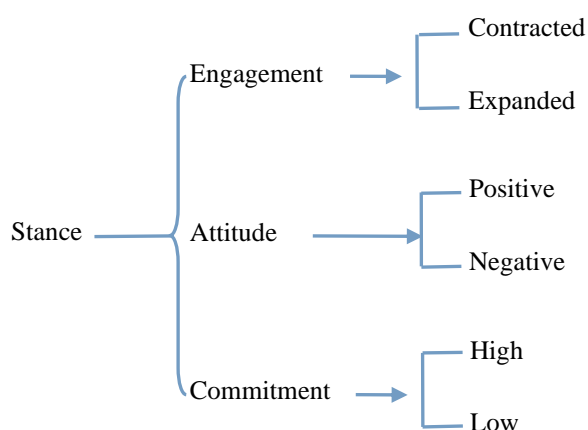 Contracted
Engagement
Expanded
Positive
Stance
Attitude
Negative
High
Commitment
Low